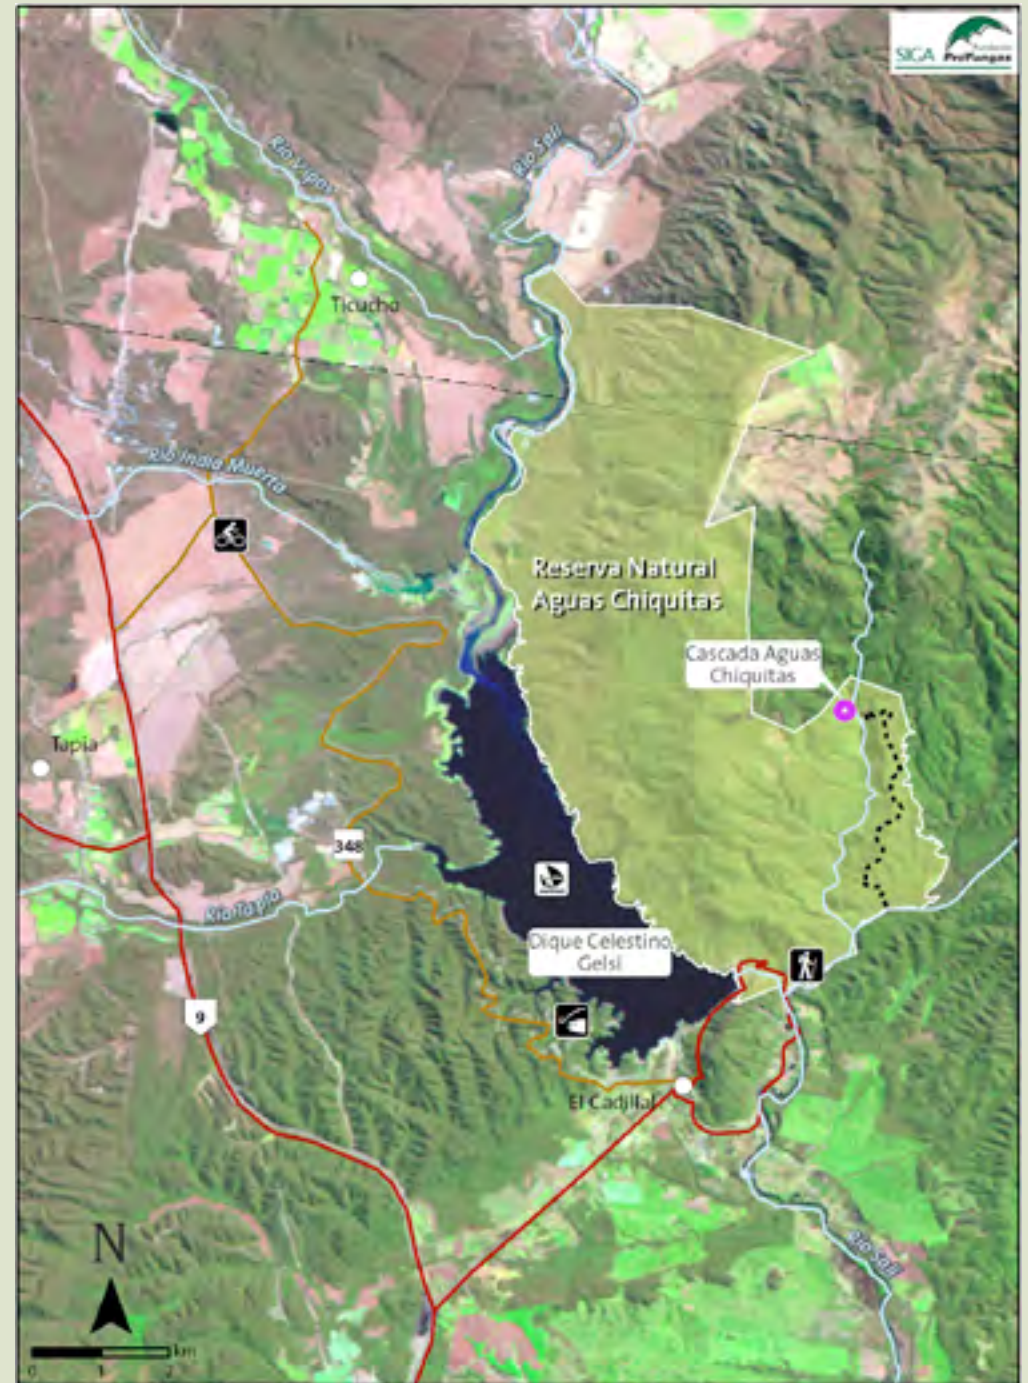 SIGA Fundación
ProYungas
Río Vipos
Río Salí
Ticucho
Río India Muerta
Reserva Natural
Aguas Chiquitas
Cascada Aguas
Chiquitas
Tapia
348
Río Tapia
Dique Celestino
Gelsi
9
El Cadillal
Río Salí
N
km
0 1 2